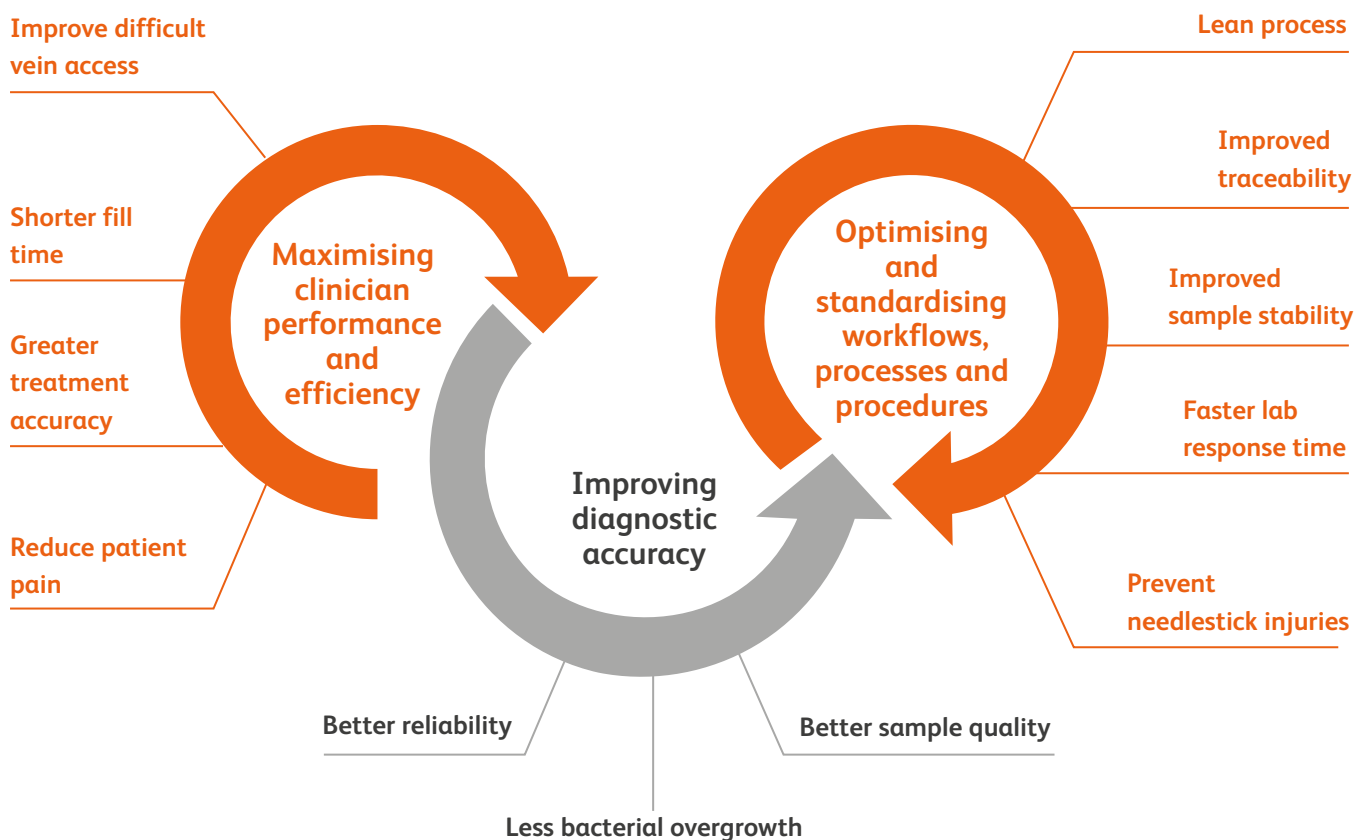 Improve difficult
vein access
Shorter fill
time
Greater
treatment
accuracy
Reduce patient
pain
Maximising
clinician
performance
and
efficiency
Improving
diagnostic
accuracy
Better reliability
Less bacterial overgrowth
Better sample quality
Optimising
and
standardising
workflows,
processes and
procedures
Lean process
Improved
traceability
Improved
sample stability
Faster lab
response time
Prevent
needlestick injuries